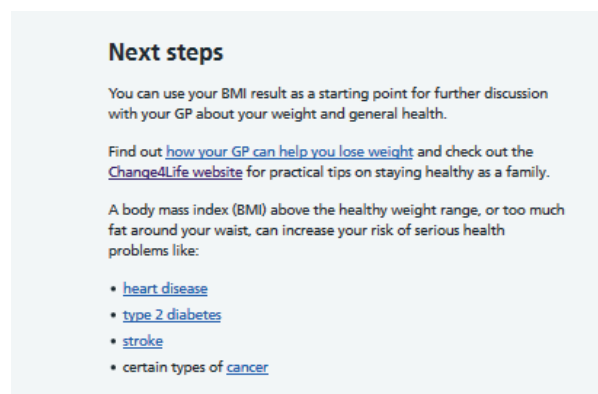 Next steps
You can use your BMI result as a starting point for further discussion
with your GP about your weight and general health.
Find out how your GP can help you lose weight and check out the
Change4Life website for practical tips on staying healthy as a family.
A body mass index (BMI) above the healthy weight range, or too much
fat around your waist, can increase your risk of serious health
problems like:
• heart disease
• type 2 diabetes
• stroke
• certain types of cancer